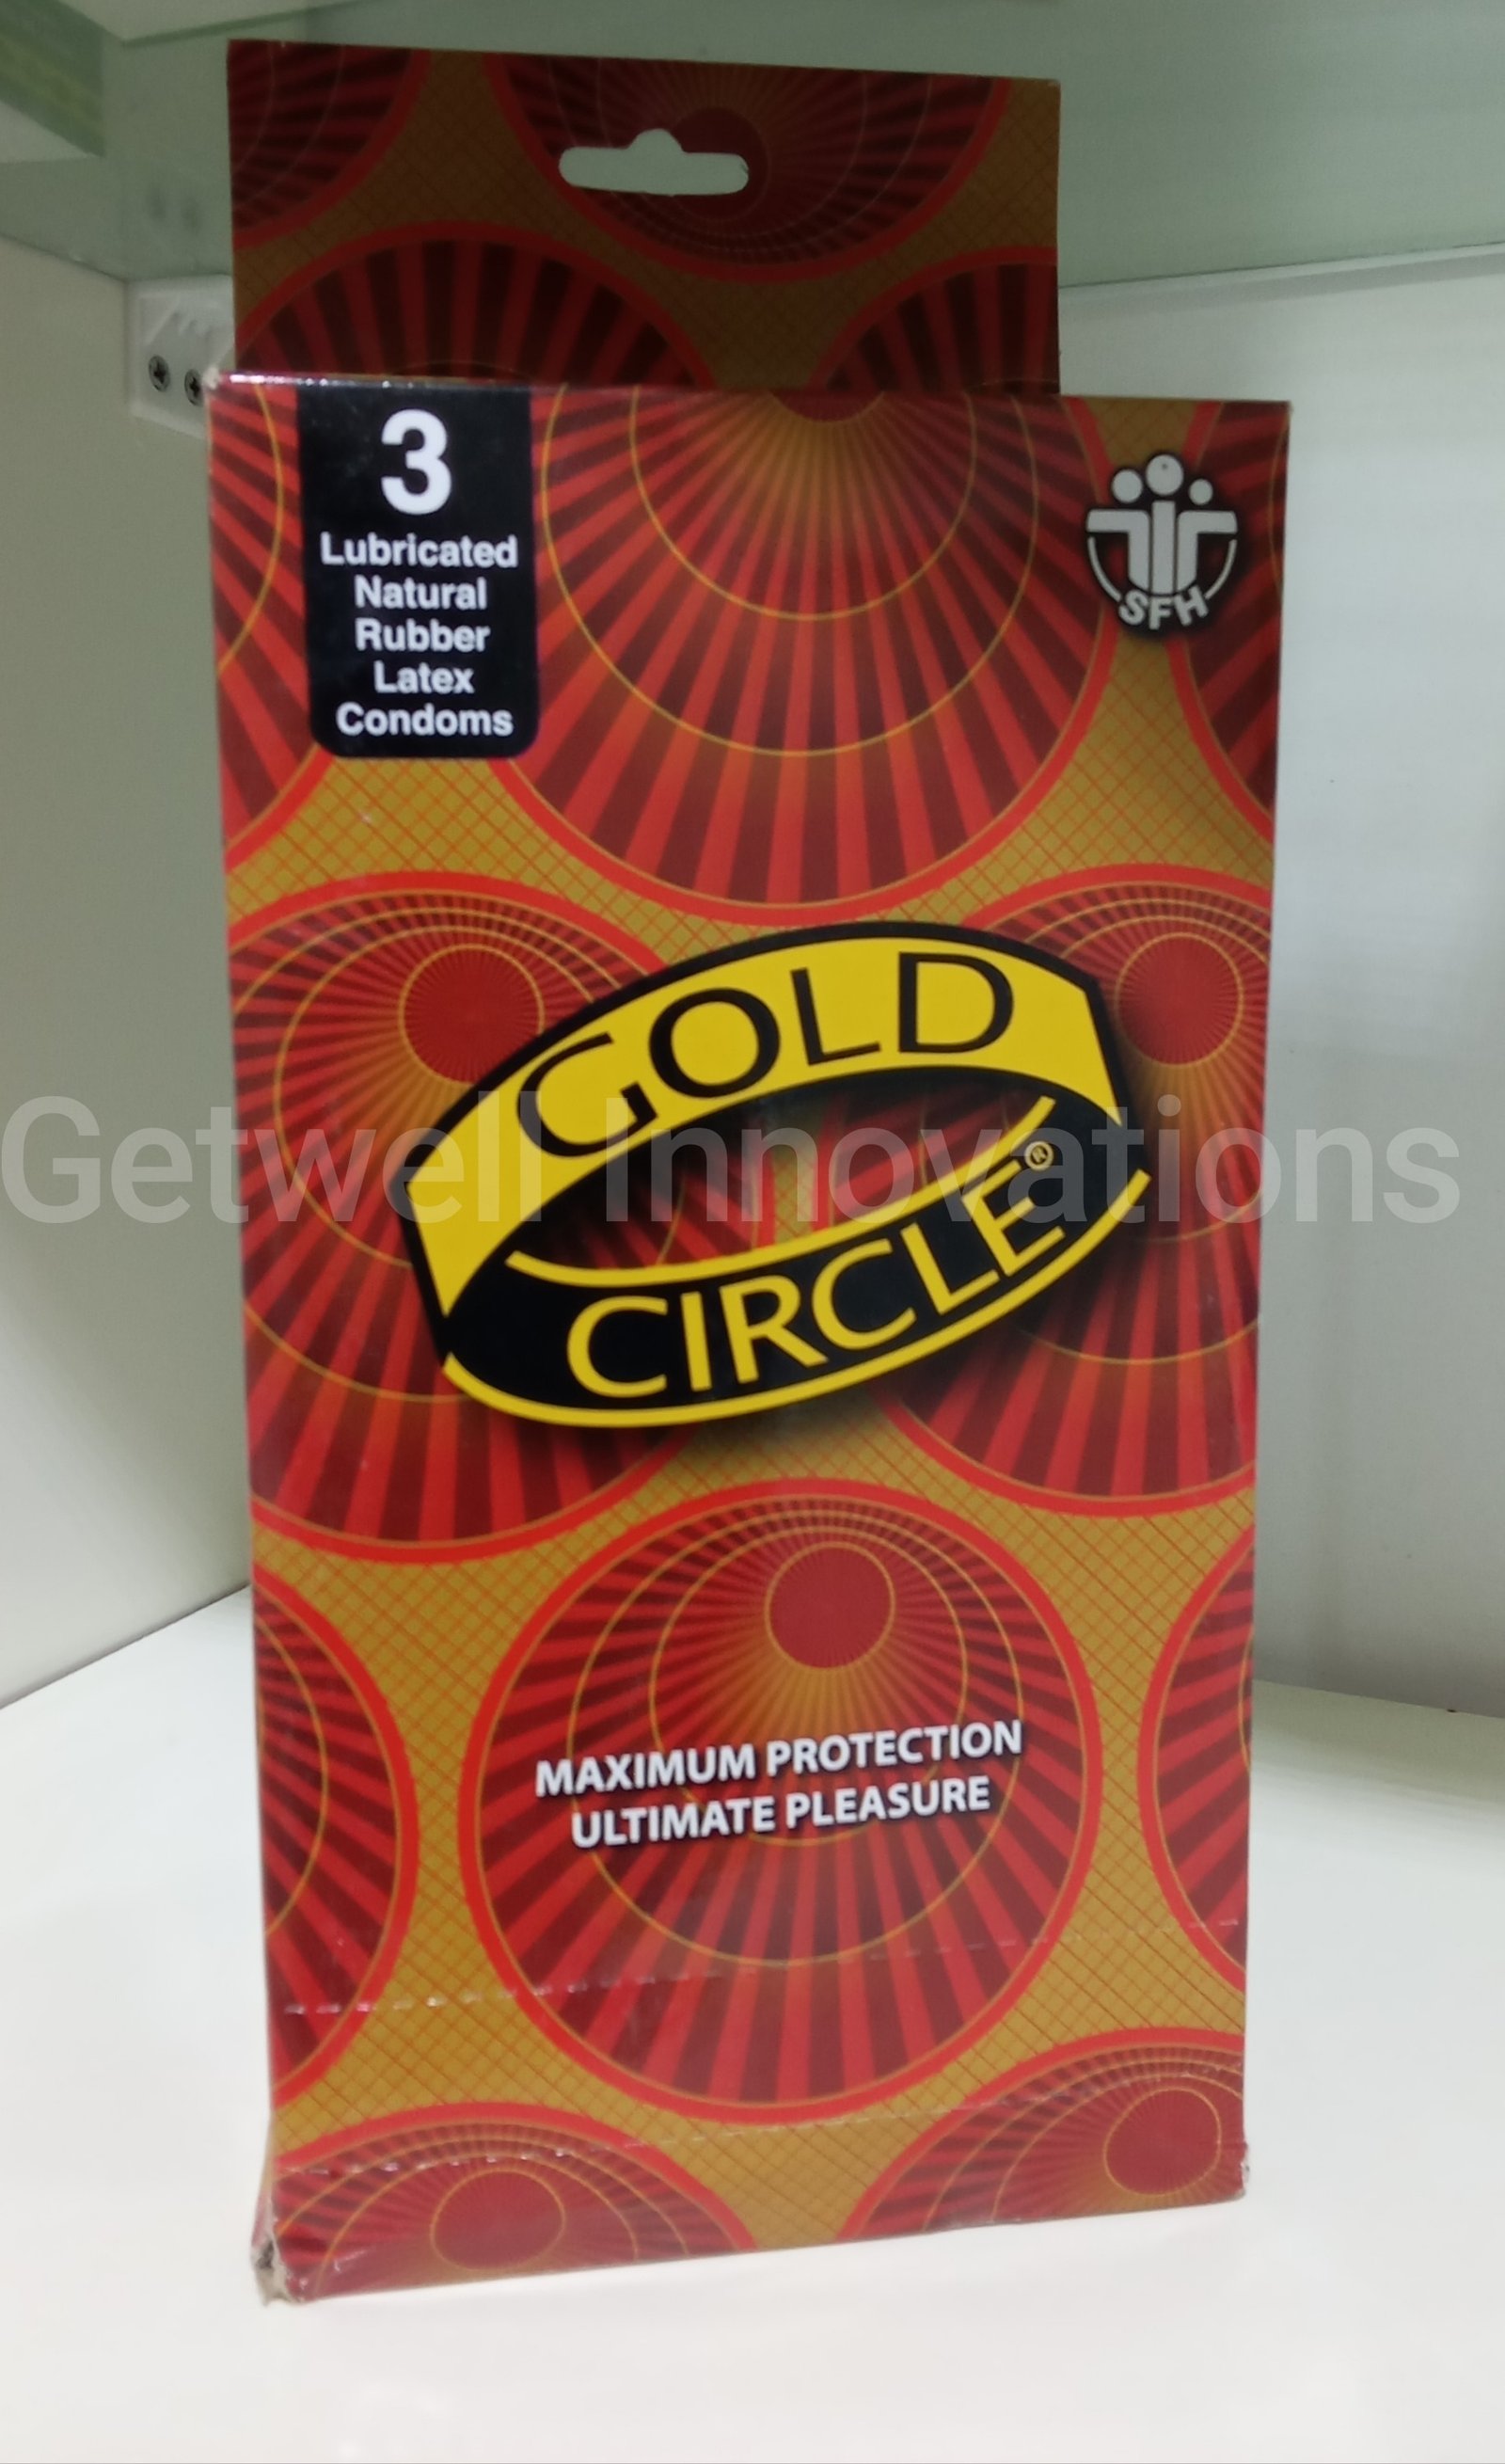 3
Lubricated
Natural
Rubber
Latex
Condoms
SFH
GOLD
CIRCLE®
Getwell Innovations
MAXIMUM PROTECTION
ULTIMATE PLEASURE